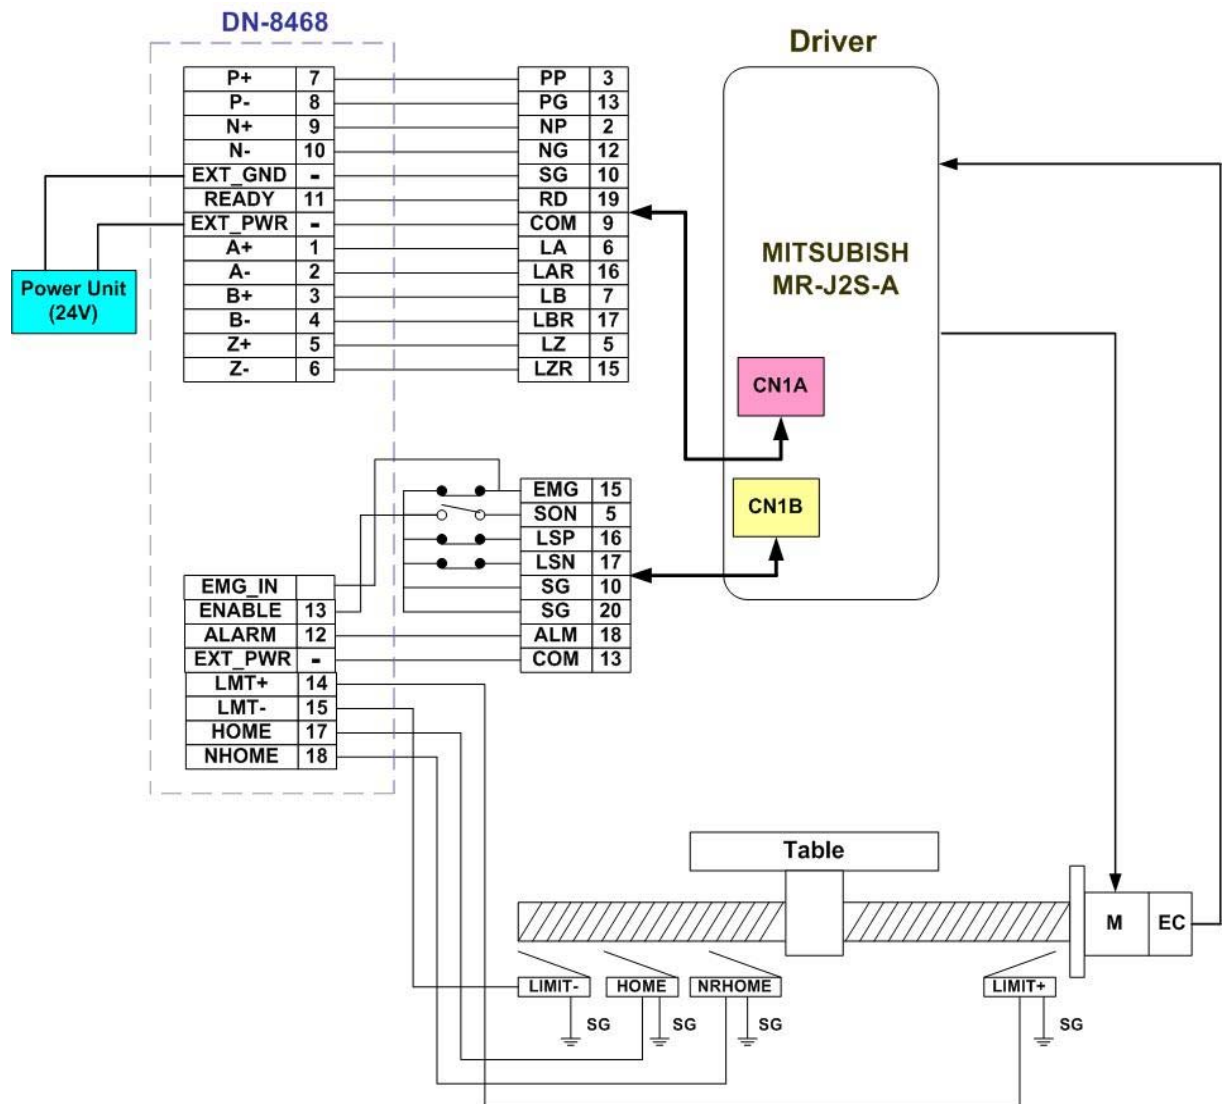 DN-8468
Driver
P+ 7 PP 3
P- 8 PG 13
N+ 9 NP 2
N- 10 NG 12
EXT_GND - SG 10
READY 11 RD 19
EXT_PWR - COM 9
A+ 1 LA 6
A- 2 LAR 16
B+ 3 LB 7
B- 4 LBR 17
Z+ 5 LZ 5
Z- 6 LZR 15
Power Unit
(24V)
MITSUBISH
MR-J2S-A
CN1A
CN1B
EMG 15
SON 5
LSP 16
LSN 17
SG 10
SG 20
ALM 18
COM 13
EMG_IN
ENABLE 13
ALARM 12
EXT_PWR -
LMT+ 14
LMT- 15
HOME 17
NHOME 18
Table
M EC
LIMIT- HOME NRHOME LIMIT+
SG SG SG SG